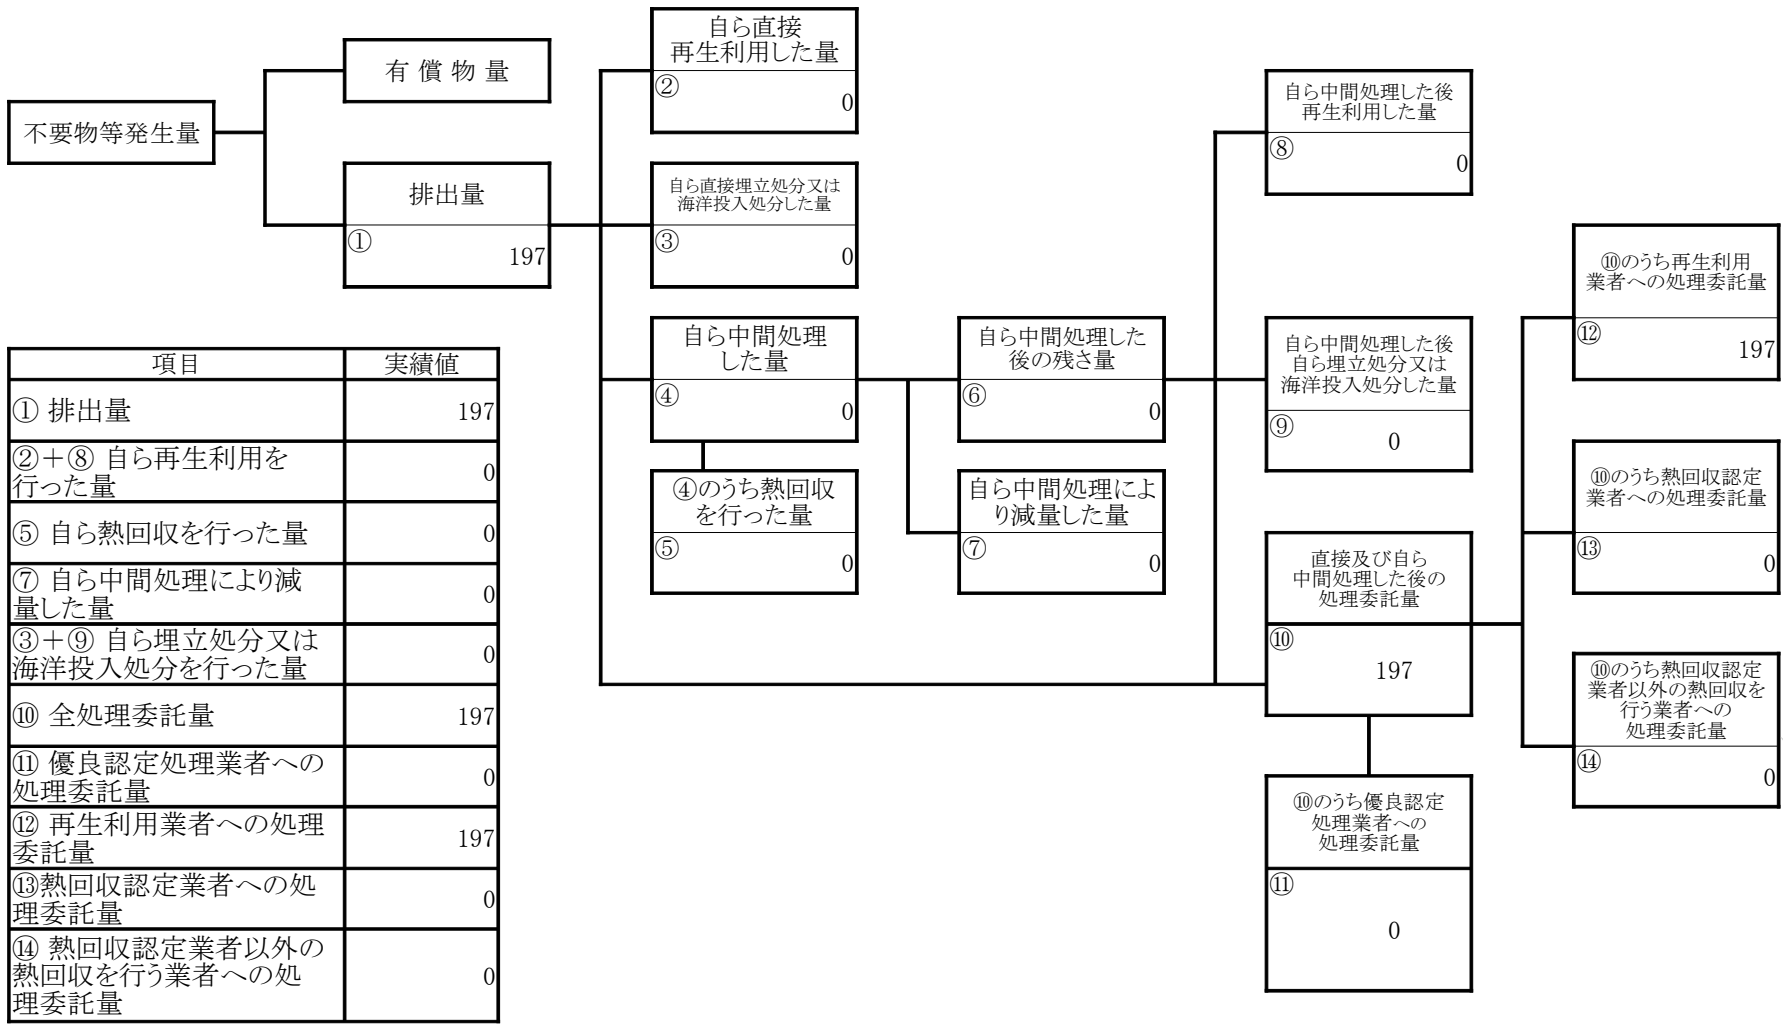 不要物等発生量
有 償 物 量
排出量
①
197
自ら直接
再生利用した量
②
0
自ら直接埋立処分又は
海洋投入処分した量
③
0
自ら中間処理
した量
④
0
④のうち熱回収
を行った量
⑤
0
自ら中間処理した
後の残さ量
⑥
0
自ら中間処理によ
り減量した量
⑦
0
自ら中間処理した後
再生利用した量
⑧
0
自ら中間処理した後
自ら埋立処分又は
海洋投入処分した量
⑨
0
直接及び自ら
中間処理した後の
処理委託量
⑩
197
⑩のうち優良認定
処理業者への
処理委託量
⑪
0
⑩のうち再生利用
業者への処理委託量
⑫
197
⑩のうち熱回収認定
業者への処理委託量
⑬
0
⑩のうち熱回収認定
業者以外の熱回収を
行う業者への
処理委託量
⑭
0
項目 実績値
① 排出量 197
②＋⑧ 自ら再生利用を
行った量 0
⑤ 自ら熱回収を行った量 0
⑦ 自ら中間処理により減
量した量 0
③＋⑨ 自ら埋立処分又は
海洋投入処分を行った量 0
⑩ 全処理委託量 197
⑪ 優良認定処理業者への
処理委託量 0
⑫ 再生利用業者への処理
委託量 197
⑬熱回収認定業者への処
理委託量 0
⑭ 熱回収認定業者以外の
熱回収を行う業者への処
理委託量 0